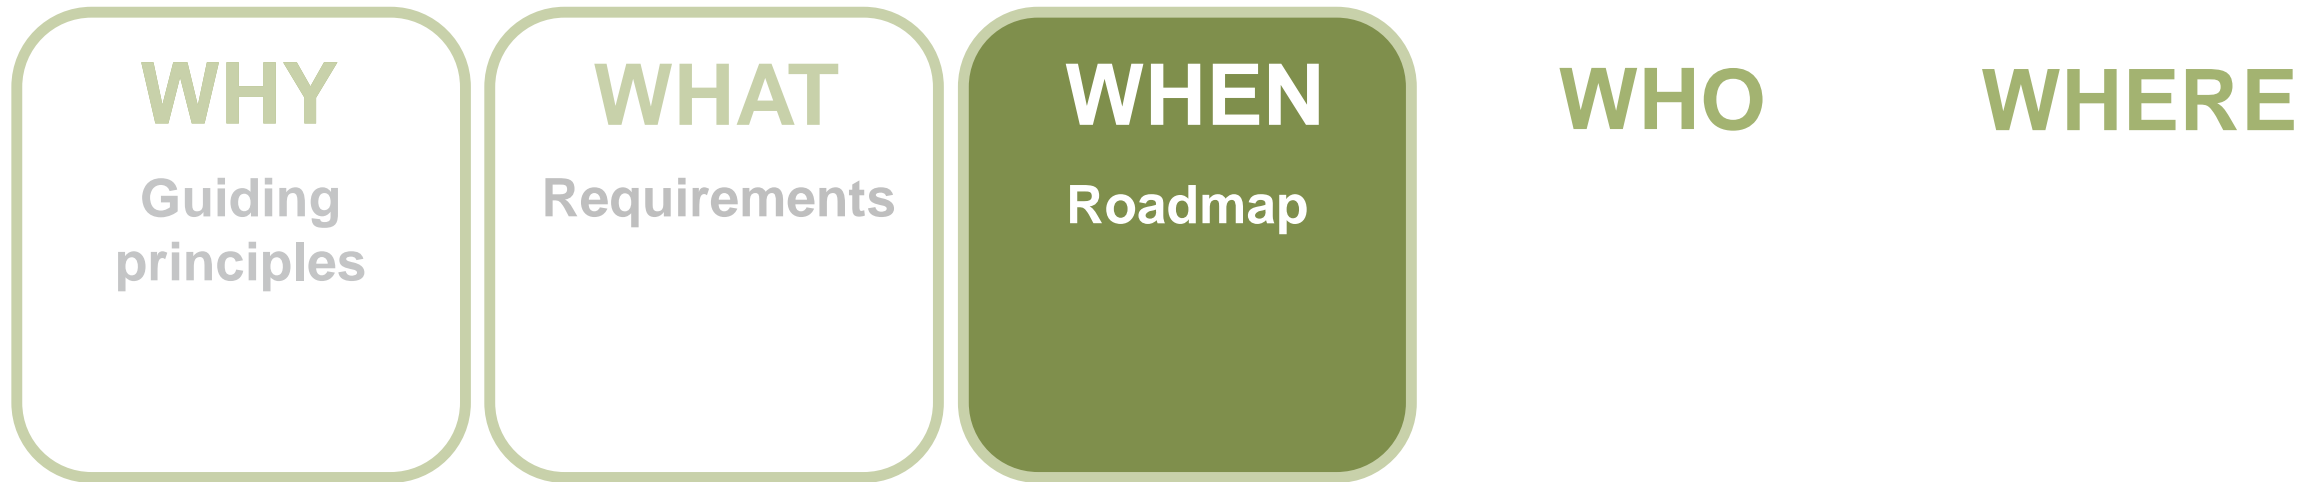 WHY
Guiding
principles
WHAT
Requirements
WHEN
Roadmap
WHO
WHERE